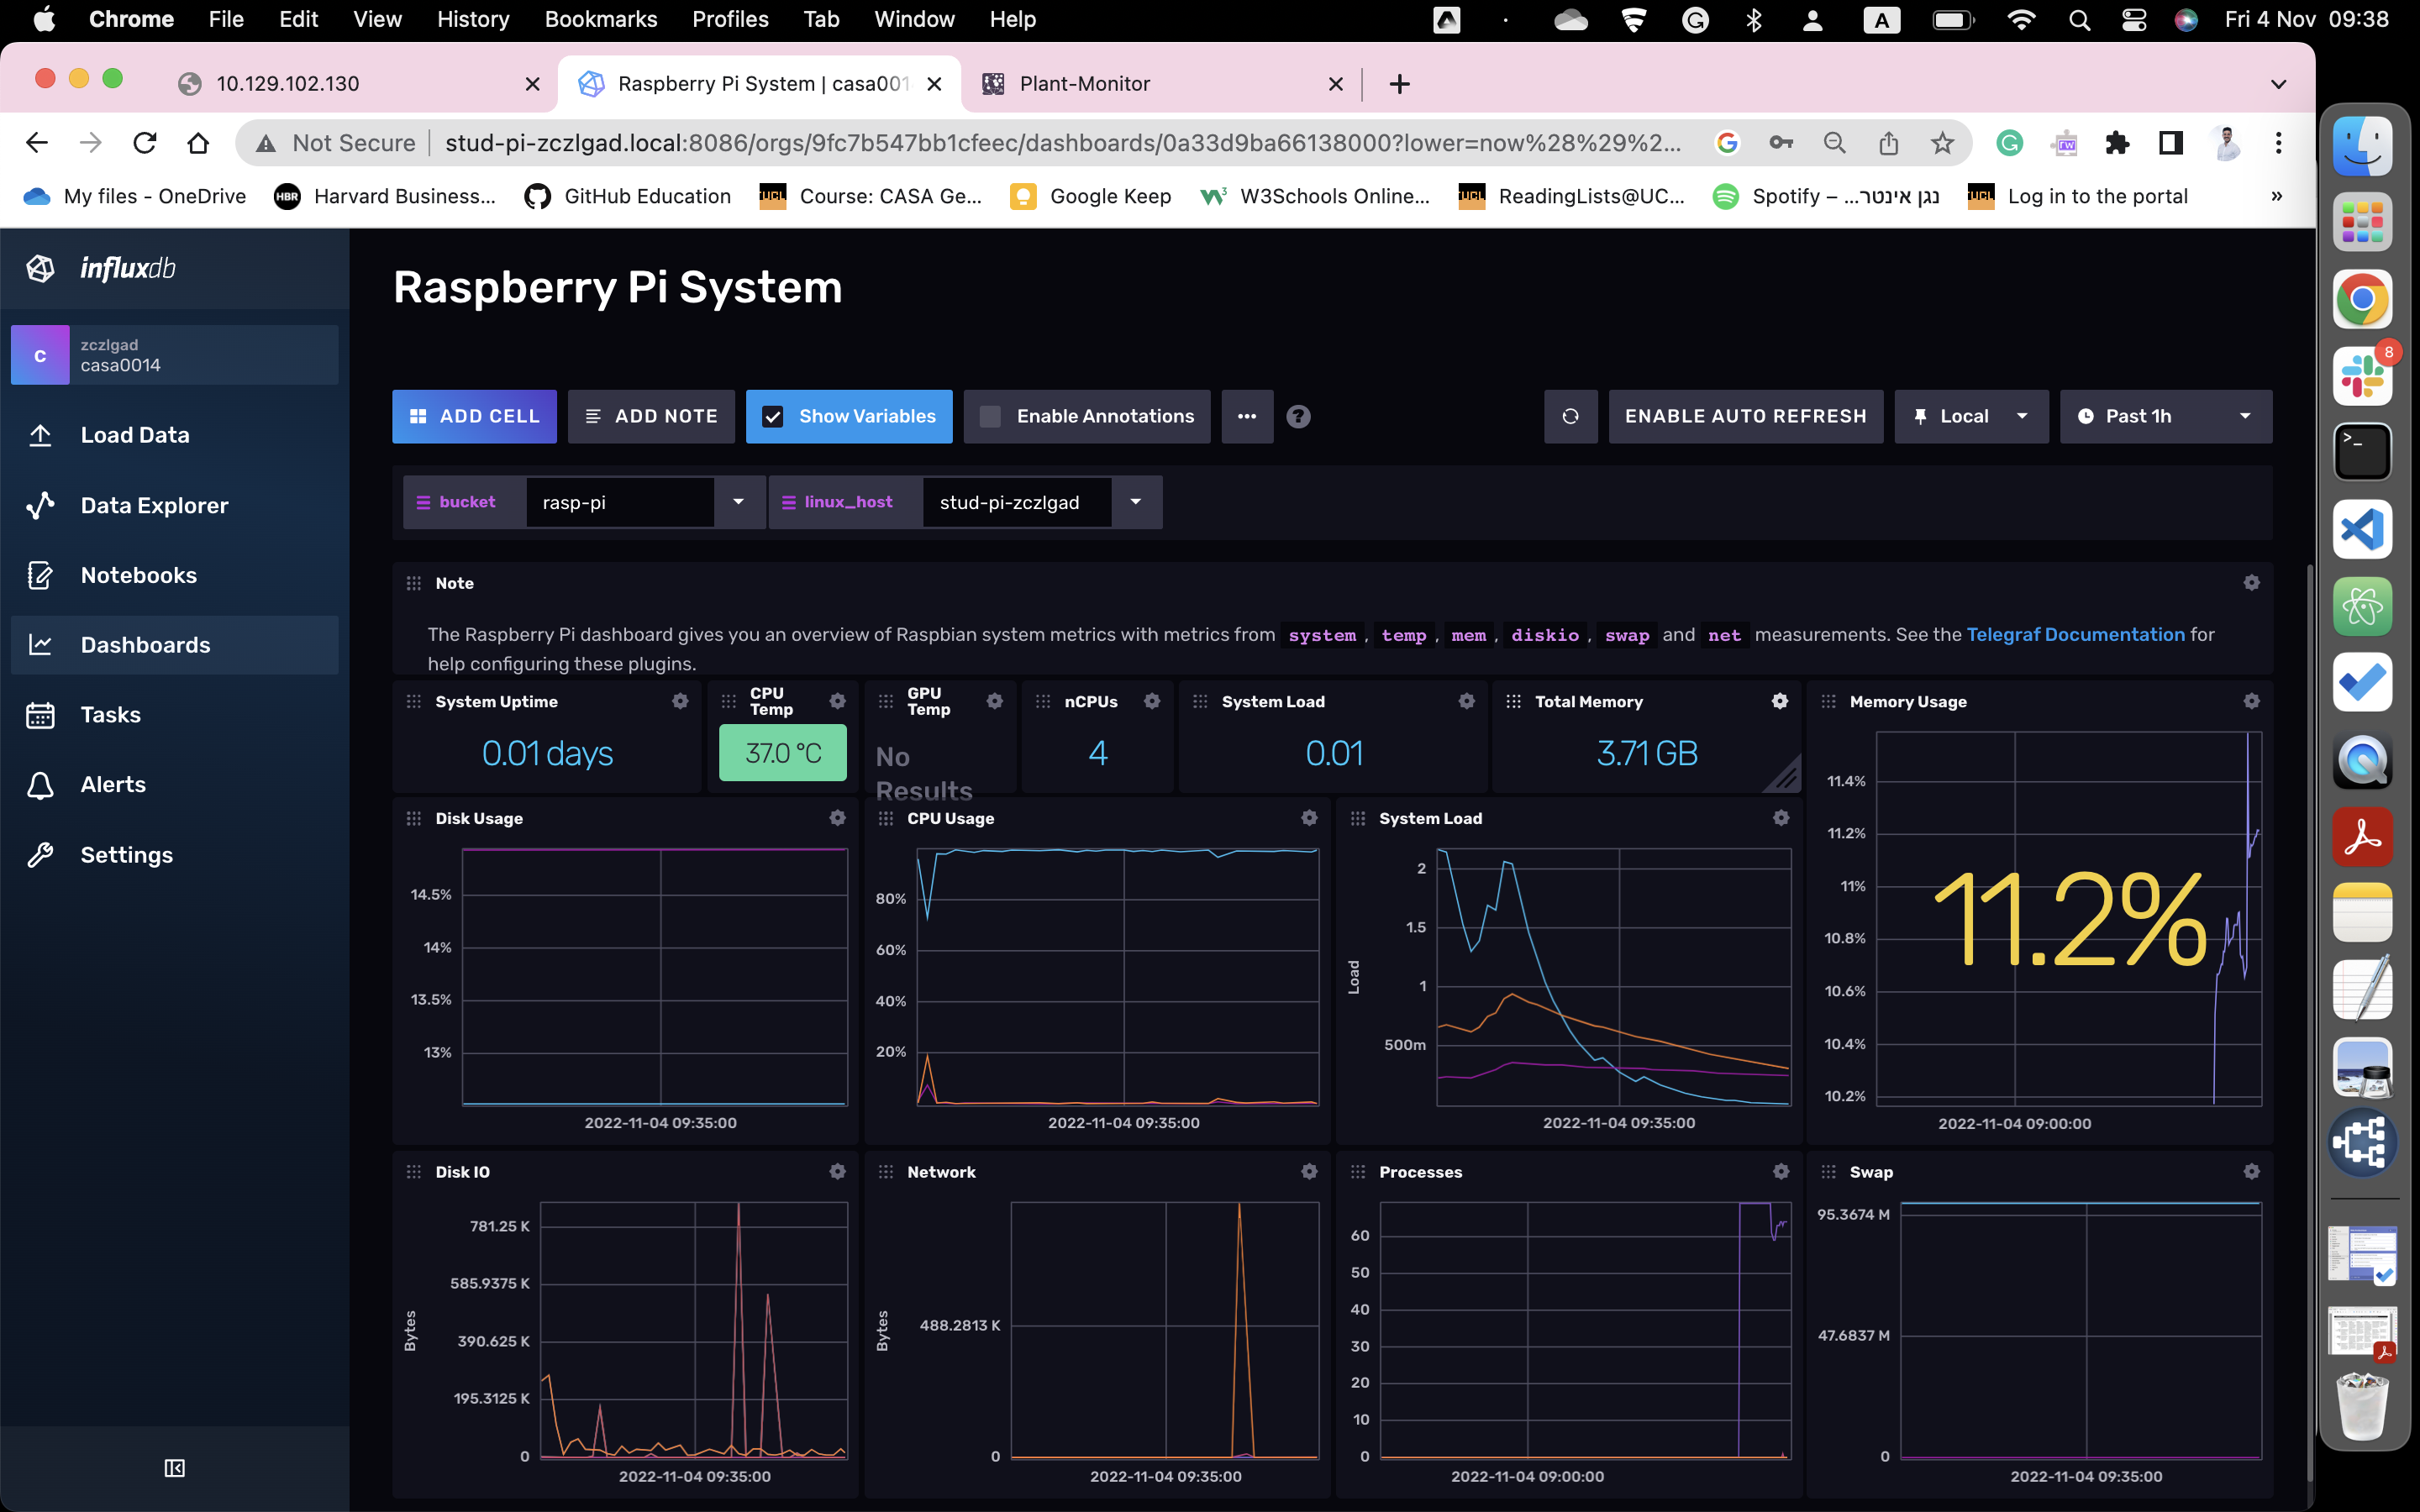 Chrome File Edit View History Bookmarks Profiles Tab Window Help A Fri 4 Nov 09:38
10.129.102.130 Raspberry Pi System | casa001 Plant-Monitor
Not Secure stud-pi-zczlgad.local:8086/orgs/9fc7b547bb1cfeec/dashboards/0a33d9ba66138000?lower=now%28%29%2...
My files - OneDrive HBR Harvard Business... GitHub Education UCL Course: CASA Ge... Google Keep W3Schools Online... UCL ReadingLists@UC... Spotify – ...נגן אינטר UCL Log in to the portal »
influxdb
C
zczlgad
casa0014
Load Data
Data Explorer
Notebooks
Dashboards
Tasks
Alerts
Settings
Raspberry Pi System
ADD CELL ADD NOTE Show Variables Enable Annotations ... ? ENABLE AUTO REFRESH Local Past 1h
bucket rasp-pi linux_host stud-pi-zczlgad
Note
The Raspberry Pi dashboard gives you an overview of Raspbian system metrics with metrics from system , temp , mem , diskio , swap and net measurements. See the Telegraf Documentation for
help configuring these plugins.
System Uptime
0.01 days
CPU
Temp
37.0 °C
GPU
Temp
No
Results
nCPUs
4
System Load
0.01
Total Memory
3.71 GB
Memory Usage
11.4%
11.2%
11%
10.8%
10.6%
10.4%
10.2%
11.2%
2022-11-04 09:00:00
Disk Usage
14.5%
14%
13.5%
13%
2022-11-04 09:35:00
CPU Usage
80%
60%
40%
20%
2022-11-04 09:35:00
System Load
Load
2
1.5
1
500m
2022-11-04 09:35:00
Disk IO
Bytes
781.25 K
585.9375 K
390.625 K
195.3125 K
0
2022-11-04 09:35:00
Network
Bytes
488.2813 K
0
2022-11-04 09:35:00
Processes
60
50
40
30
20
10
0
2022-11-04 09:00:00
Swap
95.3674 M
47.6837 M
0
2022-11-04 09:35:00
8